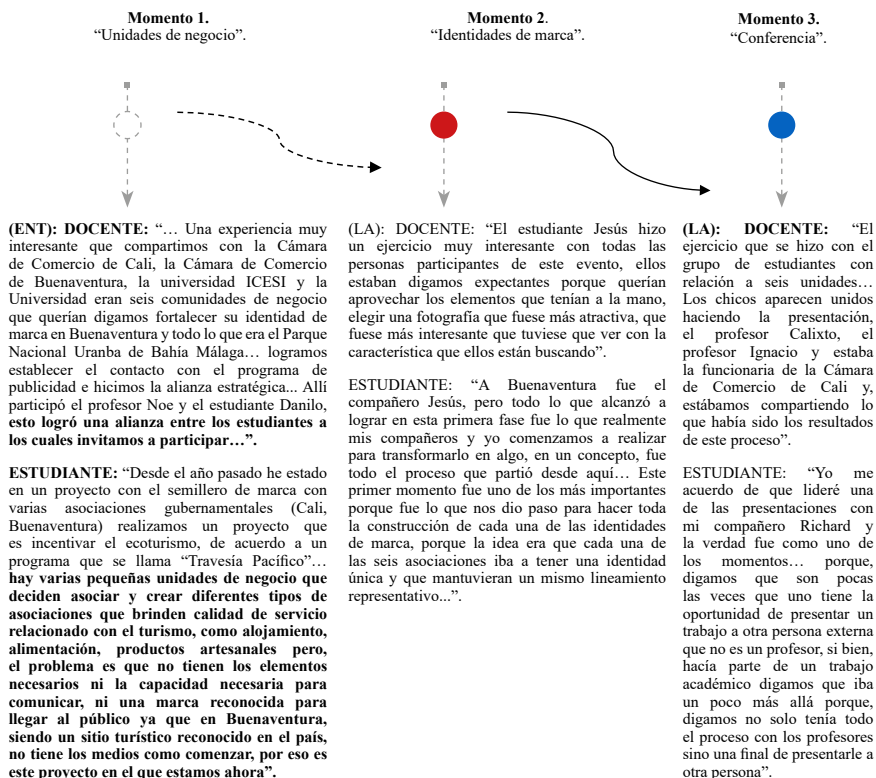 Momento 1.
“Unidades de negocio”.
Momento 2.
“Identidades de marca”.
Momento 3.
“Conferencia”.
(ENT): DOCENTE: “… Una experiencia muy
interesante que compartimos con la Cámara
de Comercio de Cali, la Cámara de Comercio
de Buenaventura, la universidad ICESI y la
Universidad eran seis comunidades de negocio
que querían digamos fortalecer su identidad de
marca en Buenaventura y todo lo que era el Parque
Nacional Uranba de Bahía Málaga… logramos
establecer el contacto con el programa de
publicidad e hicimos la alianza estratégica... Allí
participó el profesor Noe y el estudiante Danilo,
esto logró una alianza entre los estudiantes a
los cuales invitamos a participar…”.
ESTUDIANTE: “Desde el año pasado he estado
en un proyecto con el semillero de marca con
varias asociaciones gubernamentales (Cali,
Buenaventura) realizamos un proyecto que
es incentivar el ecoturismo, de acuerdo a un
programa que se llama “Travesía Pacífico”…
hay varias pequeñas unidades de negocio que
deciden asociar y crear diferentes tipos de
asociaciones que brinden calidad de servicio
relacionado con el turismo, como alojamiento,
alimentación, productos artesanales pero,
el problema es que no tienen los elementos
necesarios ni la capacidad necesaria para
comunicar, ni una marca reconocida para
llegar al público ya que en Buenaventura,
siendo un sitio turístico reconocido en el país,
no tiene los medios como comenzar, por eso es
este proyecto en el que estamos ahora”.
(LA): DOCENTE: “El estudiante Jesús hizo
un ejercicio muy interesante con todas las
personas participantes de este evento, ellos
estaban digamos expectantes porque querían
aprovechar los elementos que tenían a la mano,
elegir una fotografía que fuese más atractiva, que
fuese más interesante que tuviese que ver con la
característica que ellos están buscando”.
ESTUDIANTE: “A Buenaventura fue el
compañero Jesús, pero todo lo que alcanzó a
lograr en esta primera fase fue lo que realmente
mis compañeros y yo comenzamos a realizar
para transformarlo en algo, en un concepto, fue
todo el proceso que partió desde aquí… Este
primer momento fue uno de los más importantes
porque fue lo que nos dio paso para hacer toda
la construcción de cada una de las identidades
de marca, porque la idea era que cada una de
las seis asociaciones iba a tener una identidad
única y que mantuvieran un mismo lineamiento
representativo...”.
(LA): DOCENTE: “El
ejercicio que se hizo con el
grupo de estudiantes con
relación a seis unidades…
Los chicos aparecen unidos
haciendo la presentación,
el profesor Calixto, el
profesor Ignacio y estaba
la funcionaria de la Cámara
de Comercio de Cali y,
estábamos compartiendo lo
que había sido los resultados
de este proceso”.
ESTUDIANTE: “Yo me
acuerdo de que lideré una
de las presentaciones con
mi compañero Richard y
la verdad fue como uno de
los momentos… porque,
digamos que son pocas
las veces que uno tiene la
oportunidad de presentar un
trabajo a otra persona externa
que no es un profesor, si bien,
hacía parte de un trabajo
académico digamos que iba
un poco más allá porque,
digamos no solo tenía todo
el proceso con los profesores
sino una final de presentarle a
otra persona”.